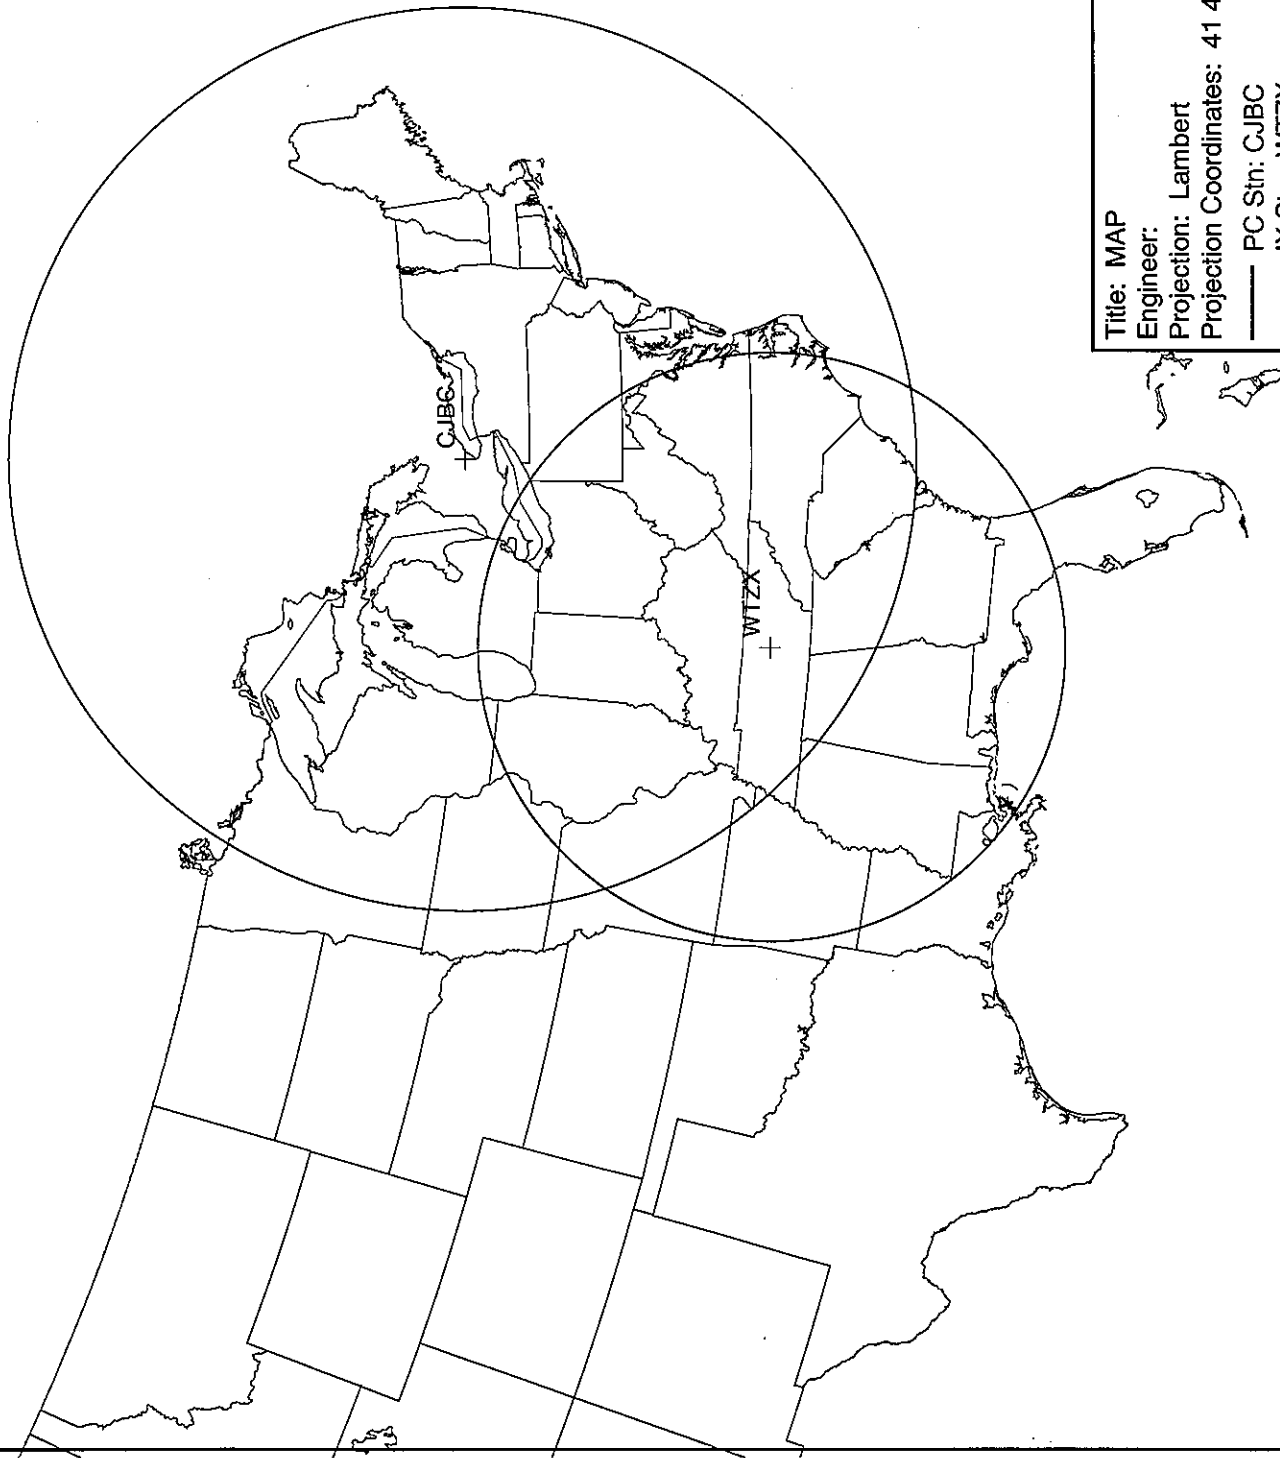 CJBC
WTZX
Title: MAP
Engineer:
Projection: Lambert
Projection Coordinates: 41 4
PC Stn: CJBC